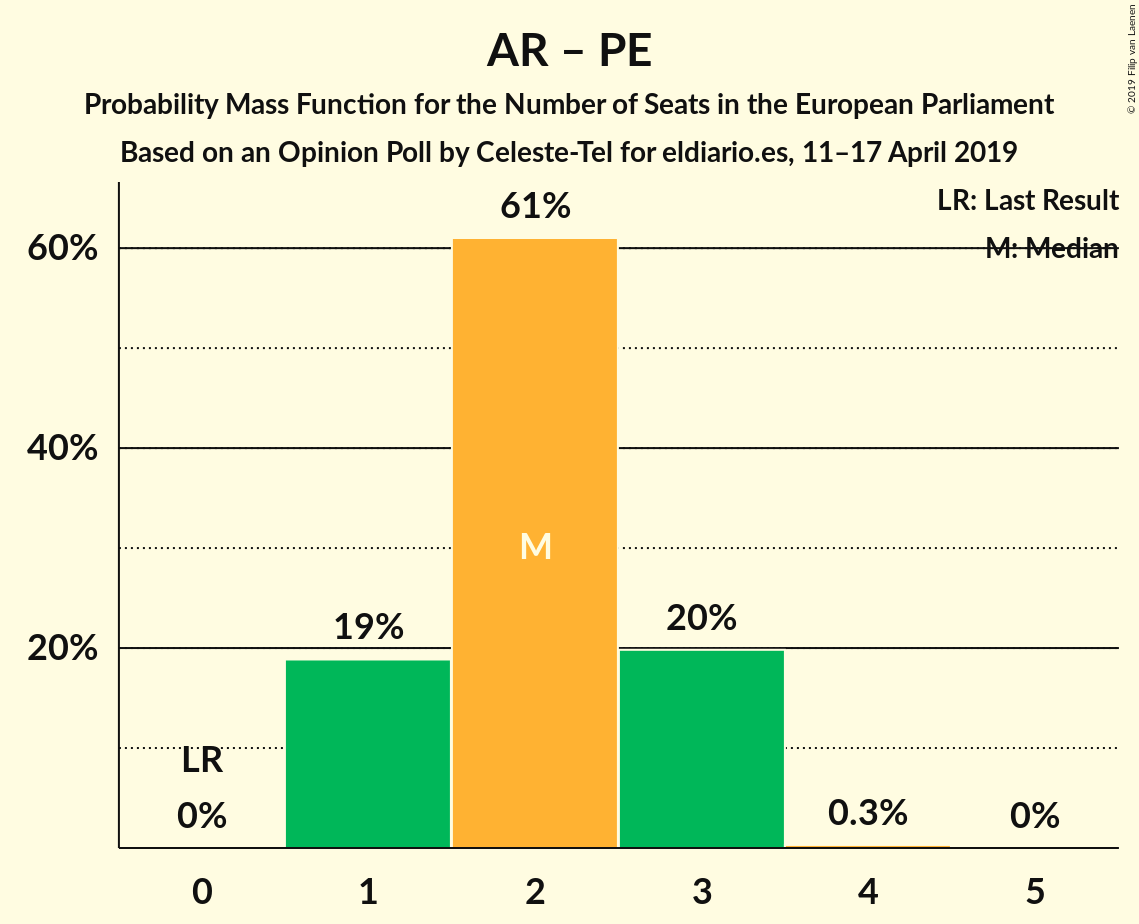 AR – PE
Probability Mass Function for the Number of Seats in the European Parliament
Based on an Opinion Poll by Celeste-Tel for eldiario.es, 11–17 April 2019
© 2019 Filip van Laenen
LR: Last Result
M: Median
60%
40%
20%
61%
M
19%
20%
LR
0%
0.3%
0%
0 1 2 3 4 5